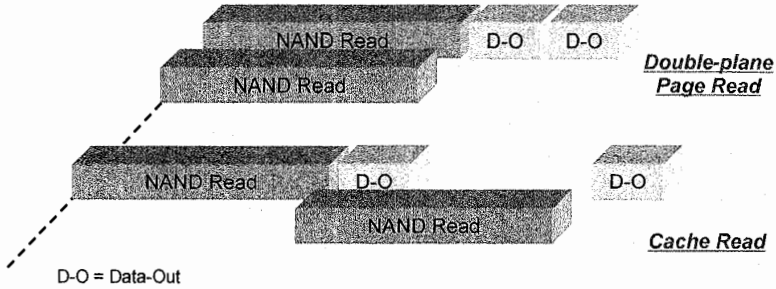 NAND Read D-O D-O
NAND Read
Double-plane
Page Read
NAND Read D-O D-O
NAND Read
Cache Read
D-O = Data-Out